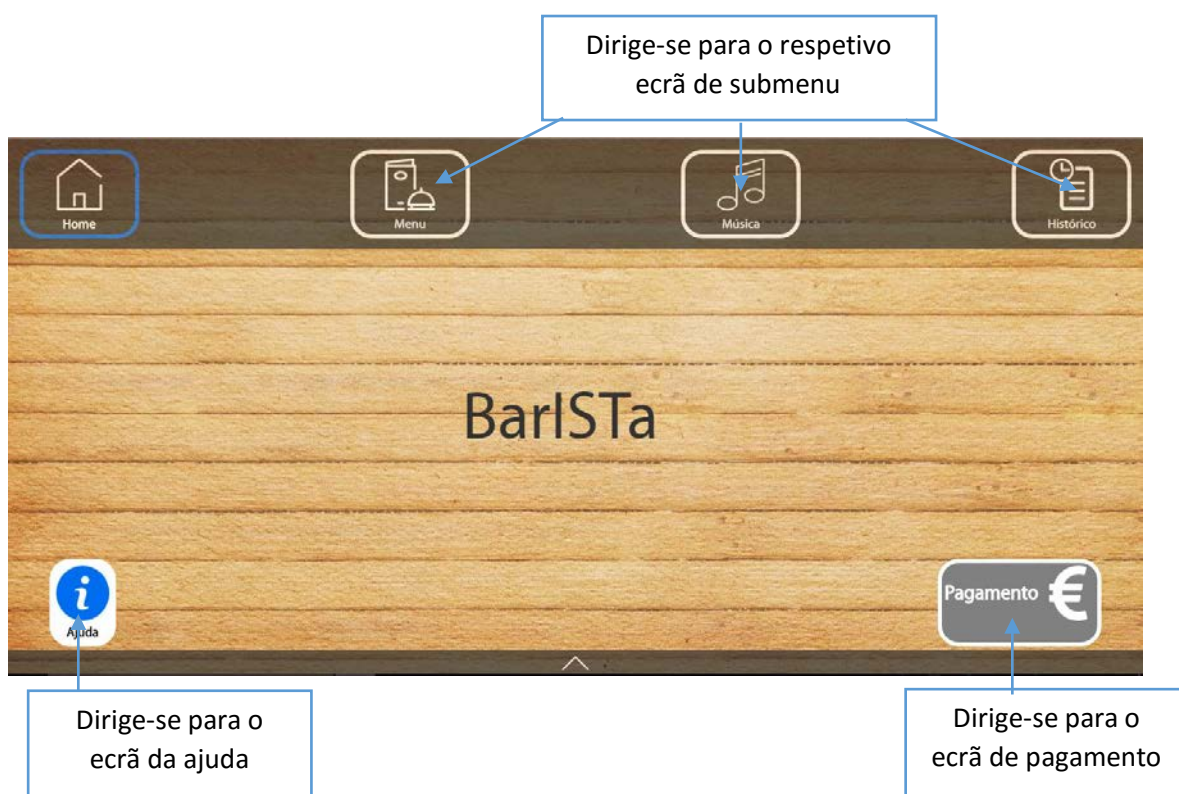 Dirige-se para o respetivo
ecrã de submenu
Home
Menu
Música
Histórico
BarISTa
Ajuda
Pagamento €
Dirige-se para o
ecrã da ajuda
Dirige-se para o
ecrã de pagamento